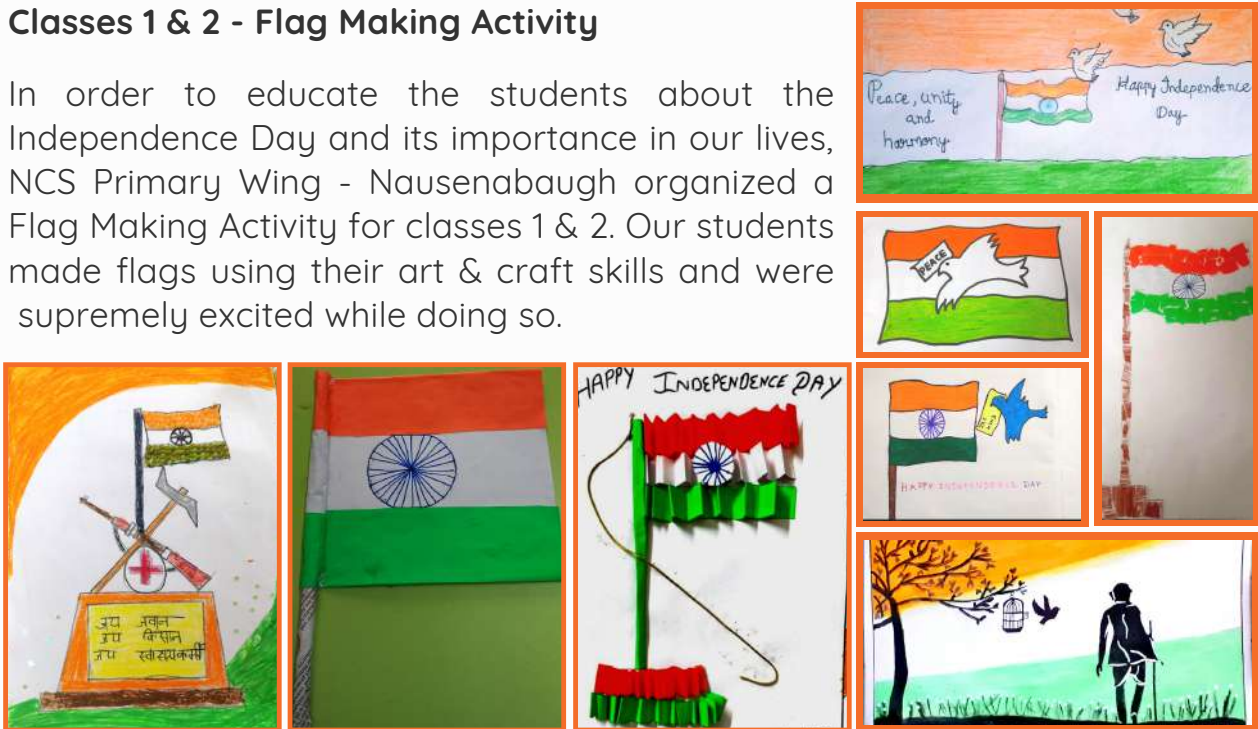 Classes 1 & 2 - Flag Making Activity
In order to educate the students about the
Independence Day and its importance in our lives,
NCS Primary Wing - Nausenabaugh organized a
Flag Making Activity for classes 1 & 2. Our students
made flags using their art & craft skills and were
supremely excited while doing so.
Peace, unity
and
harmony
Happy Independence
Day
PEACE
HAPPY INDEPENDENCE DAY
HAPPY INDEPENDENCE DAY
जय जवान
जय किसान
जय स्वास्थ्यकर्मी